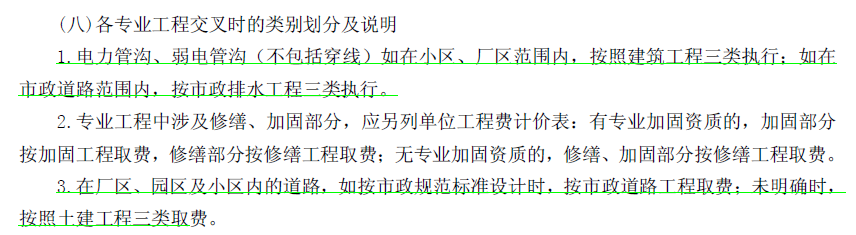 (八)各专业工程交叉时的类别划分及说明
1.电力管沟、弱电管沟（不包括穿线）如在小区、厂区范围内，按照建筑工程三类执行；如在
市政道路范围内，按市政排水工程三类执行。
2.专业工程中涉及修缮、加固部分，应另列单位工程费计价表：有专业加固资质的，加固部分
按加固工程取费，修缮部分按修缮工程取费；无专业加固资质的，修缮、加固部分按修缮工程取费。
3.在厂区、园区及小区内的道路，如按市政规范标准设计时，按市政道路工程取费；未明确时，
按照土建工程三类取费。